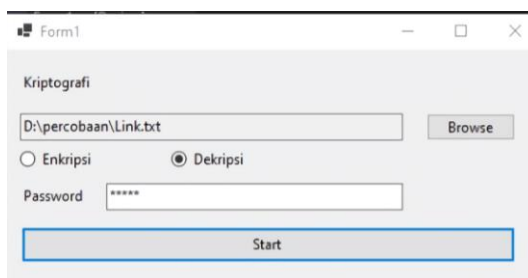 Form1
Kriptografi
D:\percobaan\Link.txt Browse
Enkripsi Dekripsi
Password *****
Start